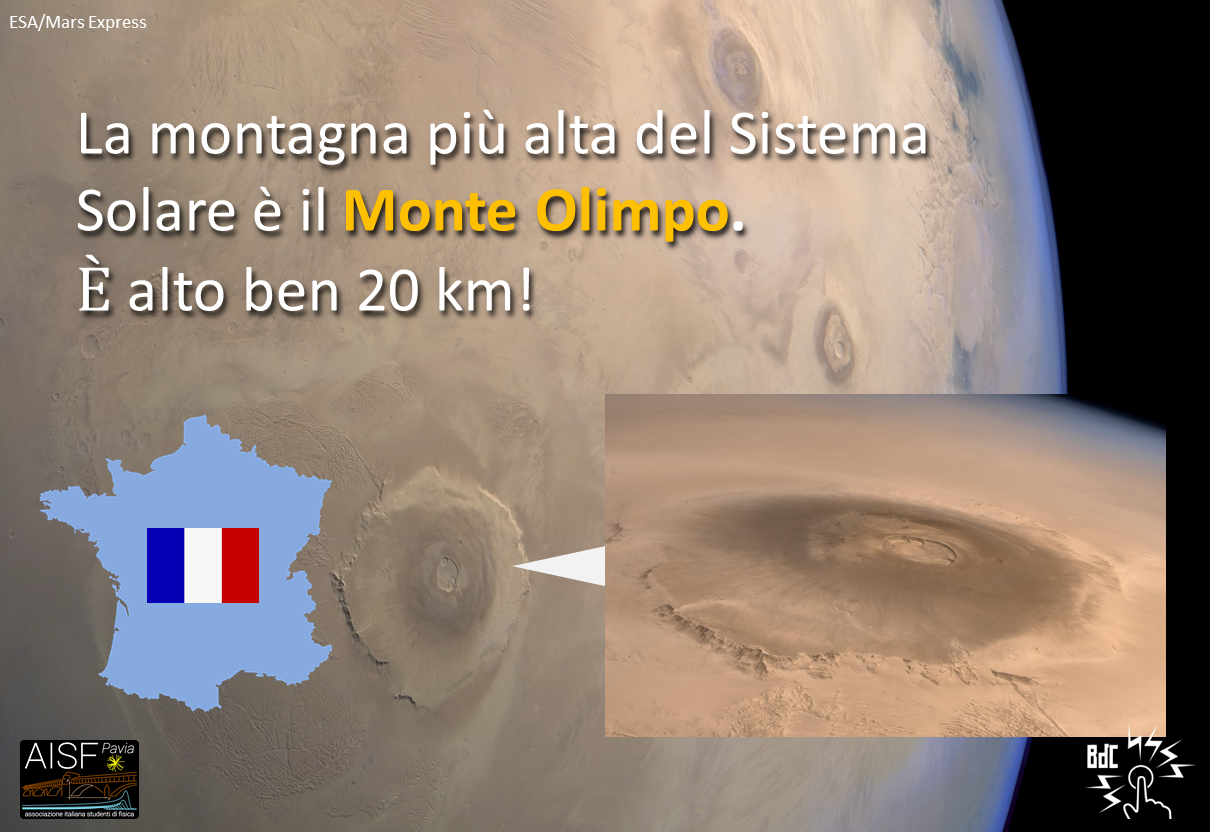 ESA/Mars Express
La montagna più alta del Sistema
Solare è il Monte Olimpo.
È alto ben 20 km!
AISF Pavia
associazione italiana studenti di fisica
BdC